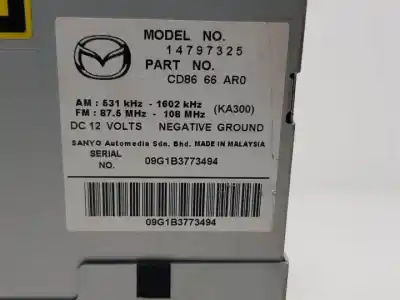 MODEL NO.
14797325
PART NO.
CD86 66 AR0
AM : 531 kHz - 1602 kHz
FM : 87.5 MHz - 108 MHz (KA300)
DC 12 VOLTS NEGATIVE GROUND
SANYO Automedia Sdn. Bhd. MADE IN MALAYSIA
SERIAL
NO. 09G1B3773494
09G1B3773494